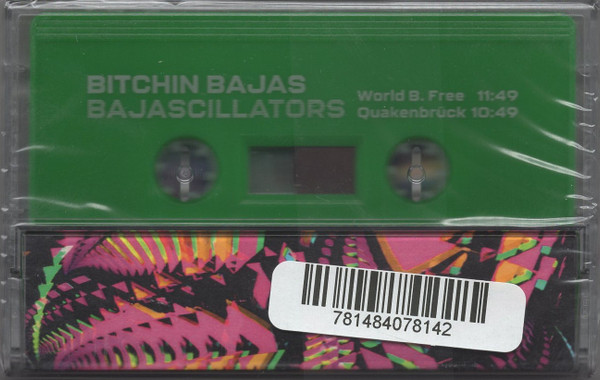 BITCHIN BAJAS
BAJASCILLATORS
World B. Free 11:49
Quakenbrück 10:49
781484078142